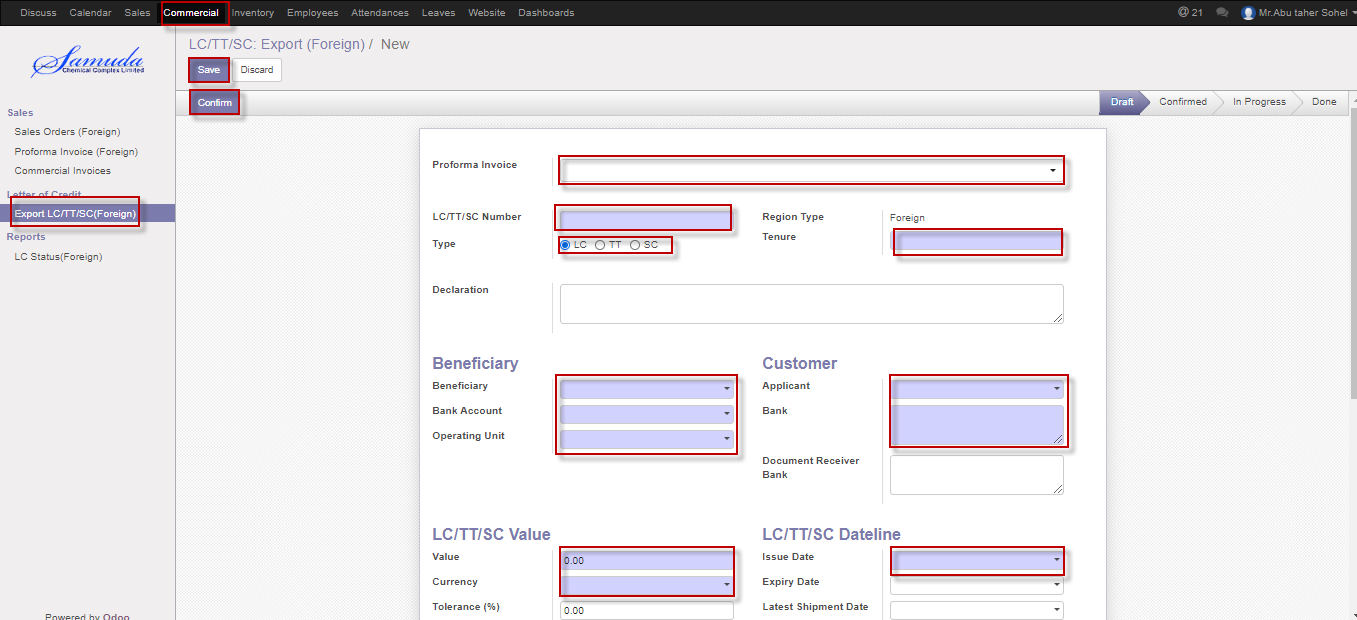 Discuss Calendar Sales Commercial Inventory Employees Attendances Leaves Website Dashboards @ 21 Mr.Abu taher Sohel
Samuda
Chemical Complex Limited
LC/TT/SC: Export (Foreign) / New
Save Discard
Confirm Draft Confirmed In Progress Done
Sales
Sales Orders (Foreign)
Proforma Invoice (Foreign)
Commercial Invoices
Letter of Credit
Export LC/TT/SC(Foreign)
Reports
LC Status(Foreign)
Powered by Odoo
Proforma Invoice
LC/TT/SC Number Region Type Foreign
Type LC TT SC Tenure
Declaration
Beneficiary Customer
Beneficiary Applicant
Bank Account Bank
Operating Unit
Document Receiver
Bank
LC/TT/SC Value LC/TT/SC Dateline
Value 0.00 Issue Date
Currency Expiry Date
Tolerance (%) 0.00 Latest Shipment Date